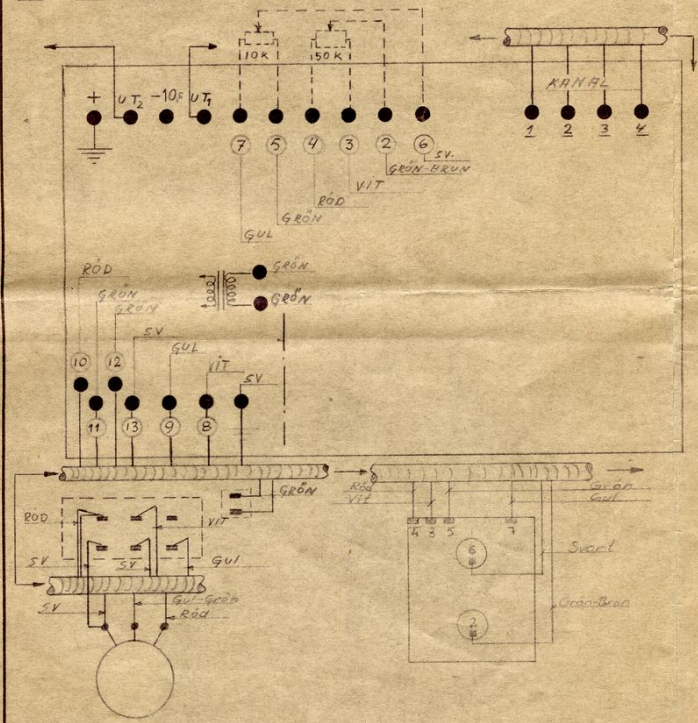 10K
50K
KANAL
+
UT2
-10
UT1
1
2
3
4
7
5
4
3
2
6
SV.
GRÖN-BRUN
VIT
RÖD
GRÖN
GUL
RÖD
GRÖN
GRÖN
GRÖN
GRÖN
SV
GUL
10
12
VIT
SV
11
13
9
8
GRÖN
RÖD
VIT
SV
SV
Gul
Gul-Grön
SV
Röd
Röd
Vit
Grön
Gul
4
3
5
7
6
Svart
Grön-Brun
2